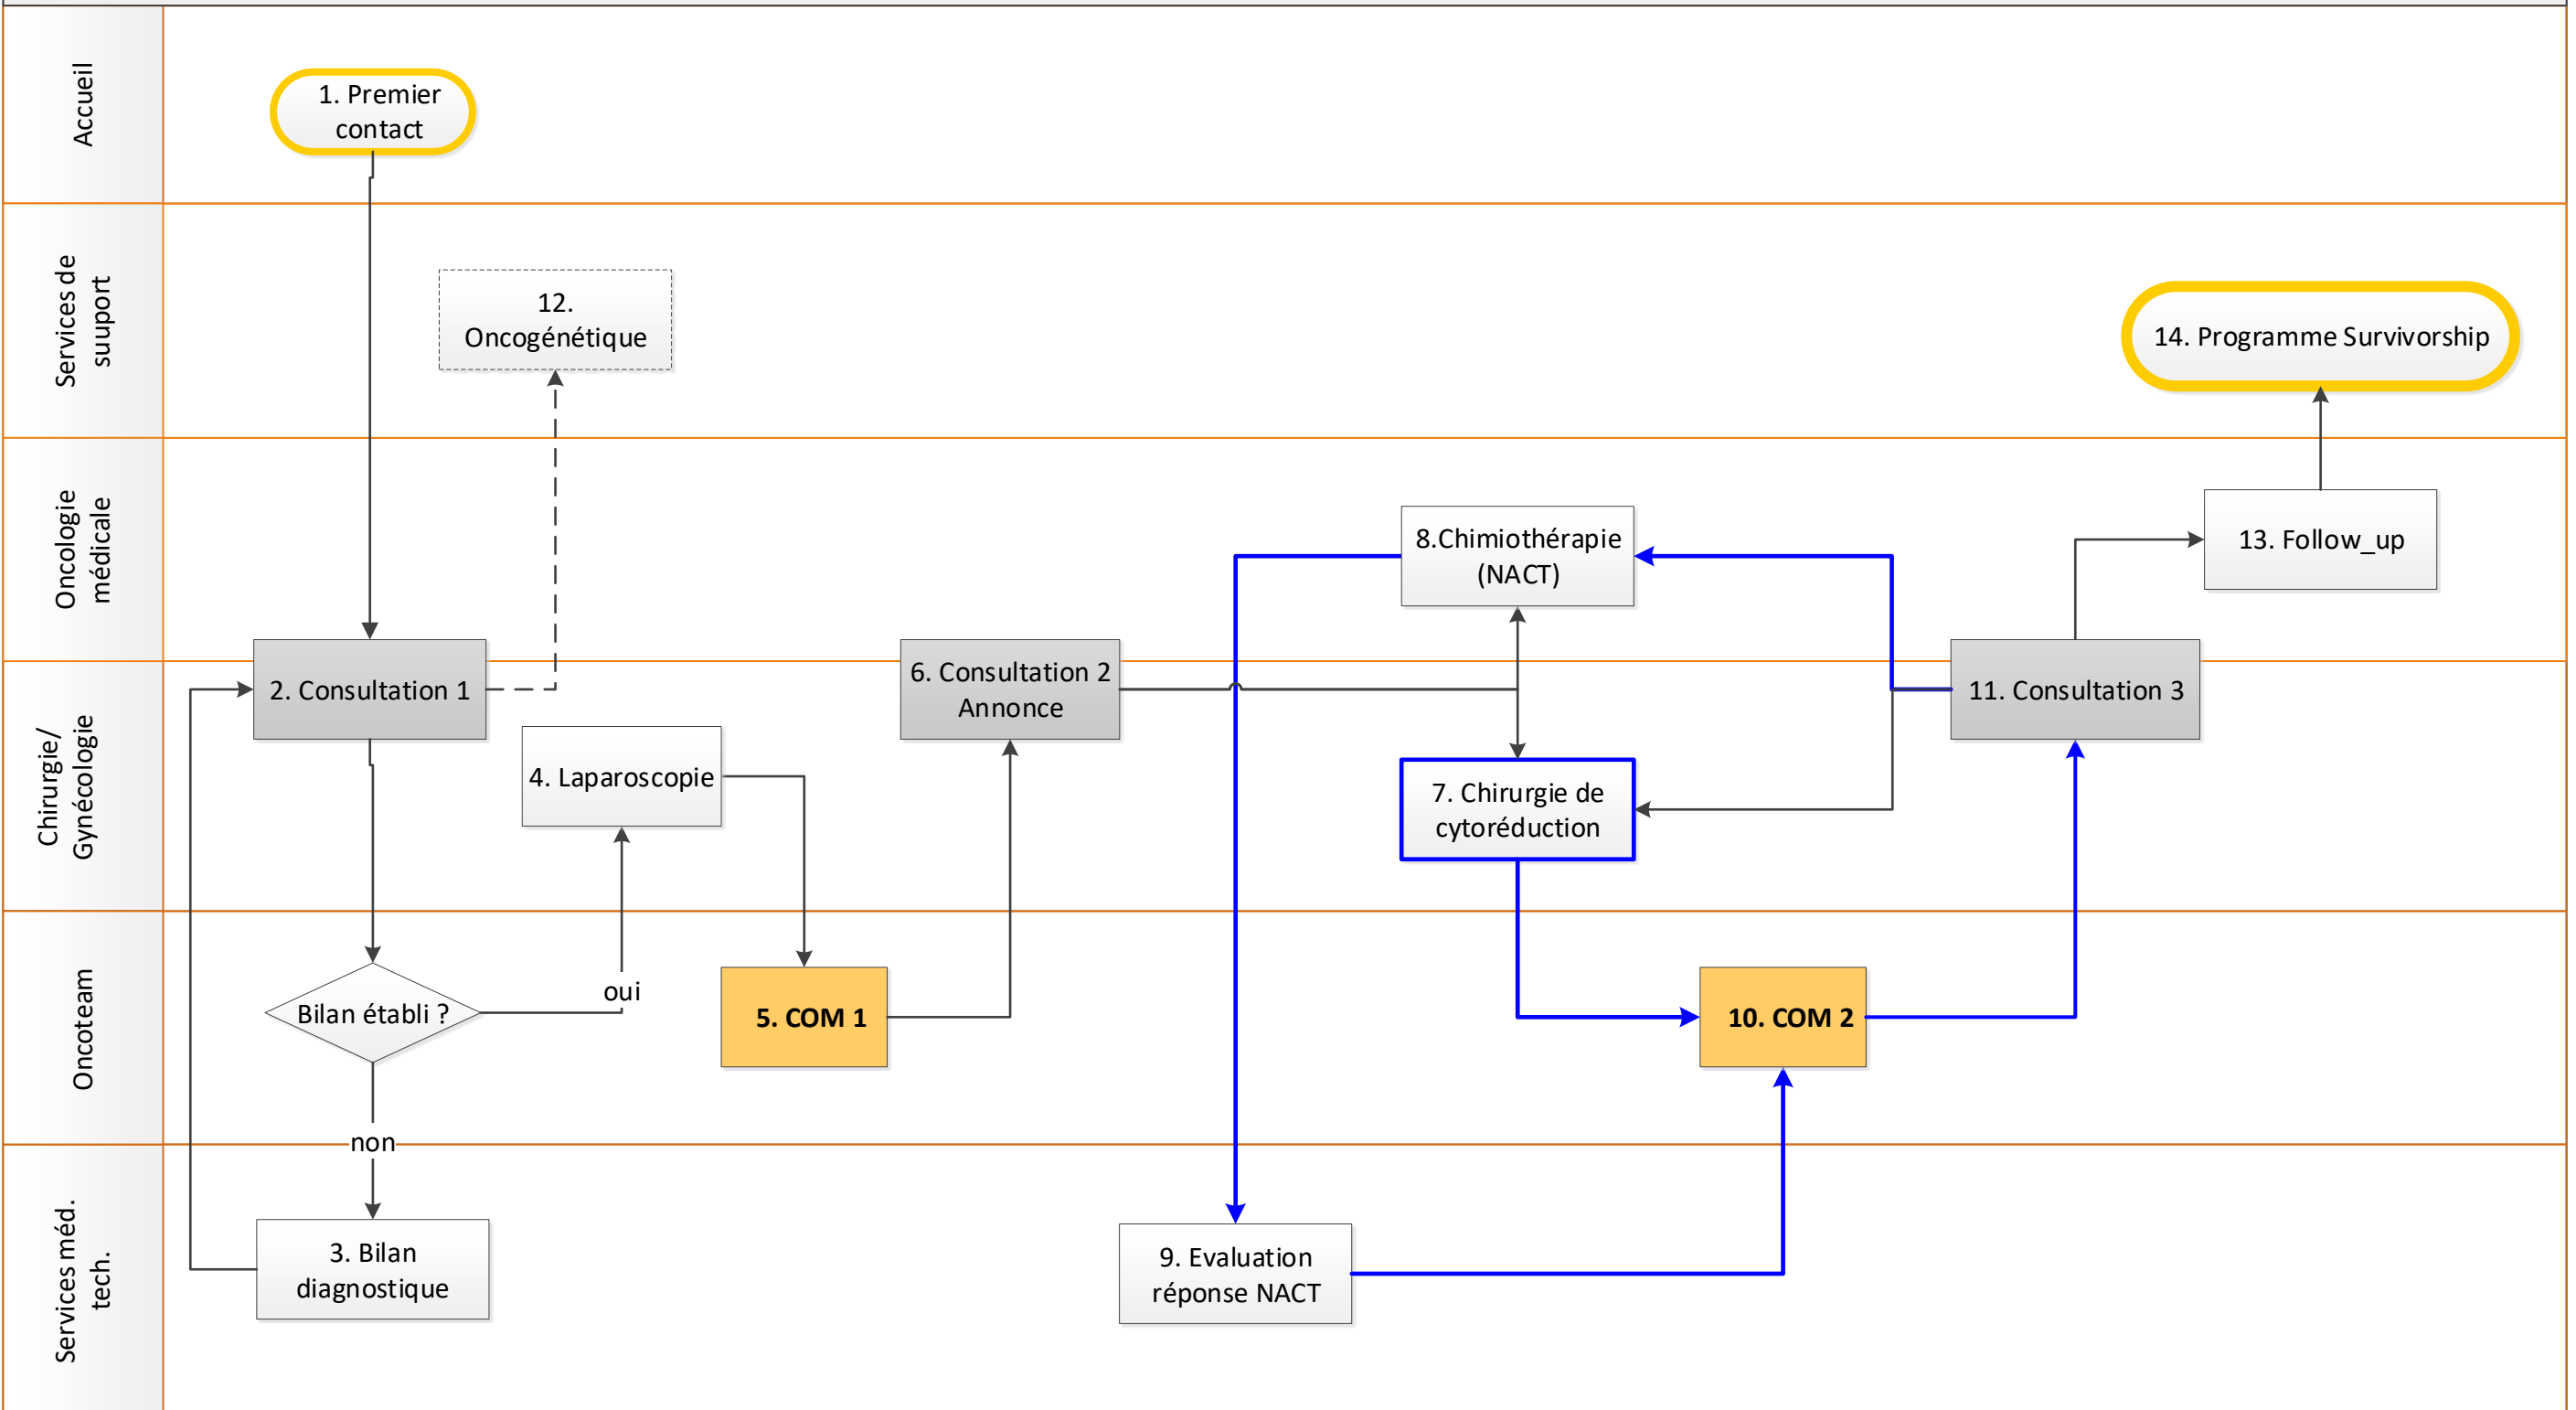 Accueil
1. Premier
contact
Services de
suuport
12.
Oncogénétique
14. Programme Survivorship
Oncologie
médicale
8.Chimiothérapie
(NACT)
13. Follow_up
Chirurgie/
Gynécologie
2. Consultation 1
6. Consultation 2
Annonce
11. Consultation 3
4. Laparoscopie
7. Chirurgie de
cytoréduction
Oncoteam
Bilan établi ?
oui
5. COM 1
10. COM 2
non
Services méd.
tech.
3. Bilan
diagnostique
9. Evaluation
réponse NACT